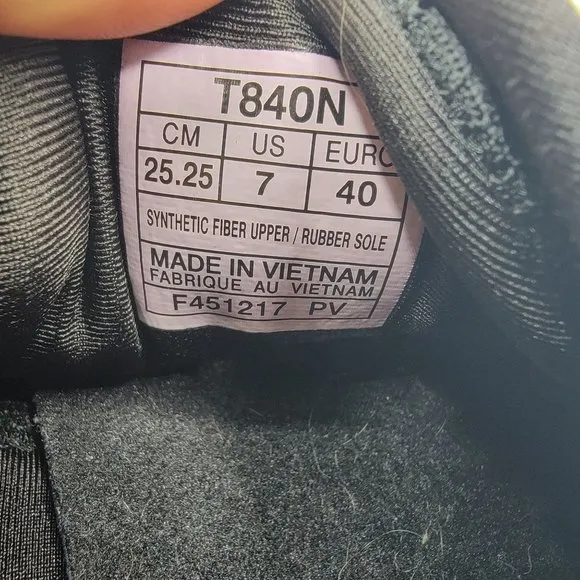 T840N
CM US EURO
25.25 7 40
SYNTHETIC FIBER UPPER / RUBBER SOLE
MADE IN VIETNAM
FABRIQUE AU VIETNAM
F451217 PV